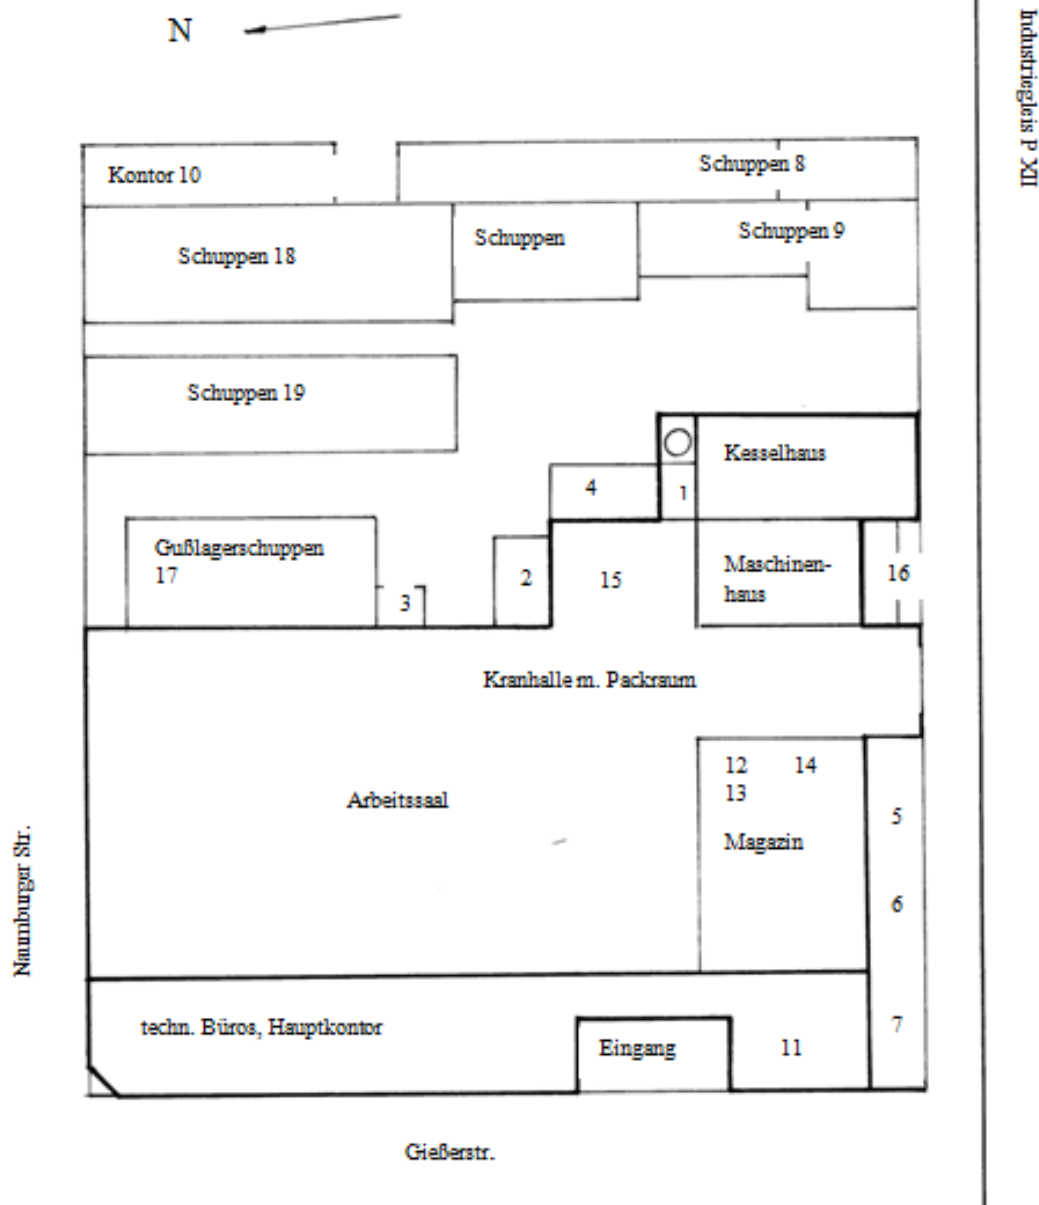 N
Industriegleis P XII
Kontor 10
Schuppen 8
Schuppen 18
Schuppen
Schuppen 9
Schuppen 19
Kesselhaus
4
1
Gußlagerschuppen
17
3
2
15
Maschinen-
haus
16
Kranhalle m. Packraum
12 14
13
Arbeitssaal
Magazin
5
6
7
Naumburger Str.
techn. Büros, Hauptkontor
Eingang
11
Gießerstr.